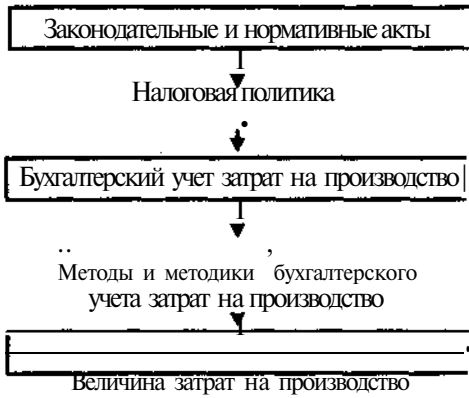 Законодательные и нормативные акты
Налоговая политика
Бухгалтерский учет затрат на производство
Методы и методики бухгалтерского
учета затрат на производство
Величина затрат на производство